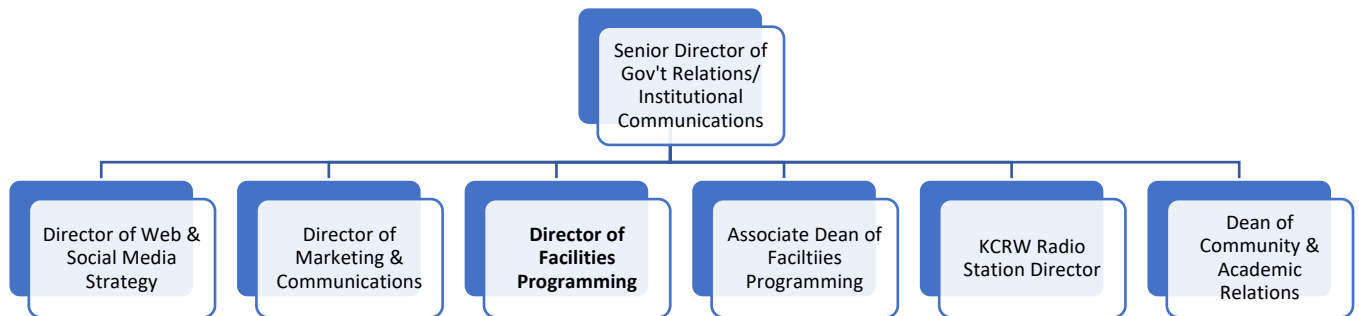 Senior Director of
Gov't Relations/
Institutional
Communications
Director of Web &
Social Media
Strategy
Director of
Marketing &
Communications
Director of
Facilities
Programming
Associate Dean of
Faciltiies
Programming
KCRW Radio
Station Director
Dean of
Community &
Academic
Relations